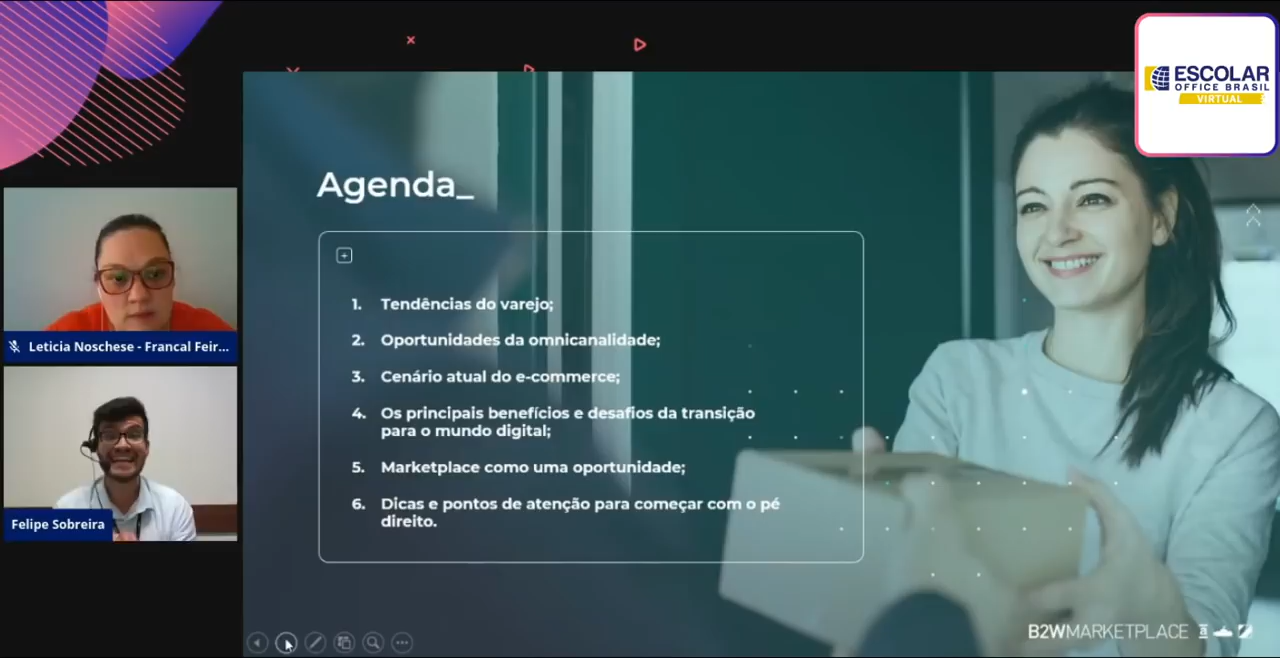 ESCOLAR
OFFICE BRASIL
VIRTUAL
Agenda_
1. Tendências do varejo;
2. Oportunidades da omnicanalidade;
3. Cenário atual do e-commerce;
4. Os principais benefícios e desafios da transição
para o mundo digital;
5. Marketplace como uma oportunidade;
6. Dicas e pontos de atenção para começar com o pé
direito.
Leticia Noschese - Francal Feir...
Felipe Sobreira
B2WMARKETPLACE